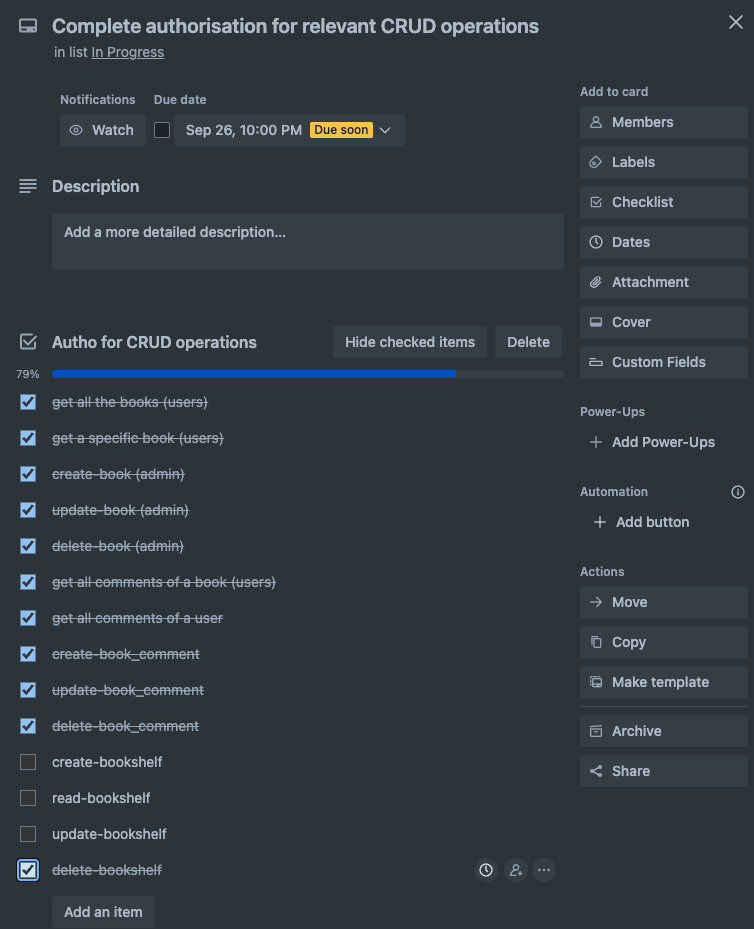 Complete authorisation for relevant CRUD operations
in list In Progress
Notifications
Due date
Watch
Sep 26, 10:00 PM Due soon
Description
Add a more detailed description...
Autho for CRUD operations
Hide checked items
Delete
79%
get all the books (users)
get a specific book (users)
create-book (admin)
update-book (admin)
delete-book (admin)
get all comments of a book (users)
get all comments of a user
create-book_comment
update-book_comment
delete-book_comment
create-bookshelf
read-bookshelf
update-bookshelf
delete-bookshelf
Add an item
Add to card
Members
Labels
Checklist
Dates
Attachment
Cover
Custom Fields
Power-Ups
Add Power-Ups
Automation
Add button
Actions
Move
Copy
Make template
Archive
Share